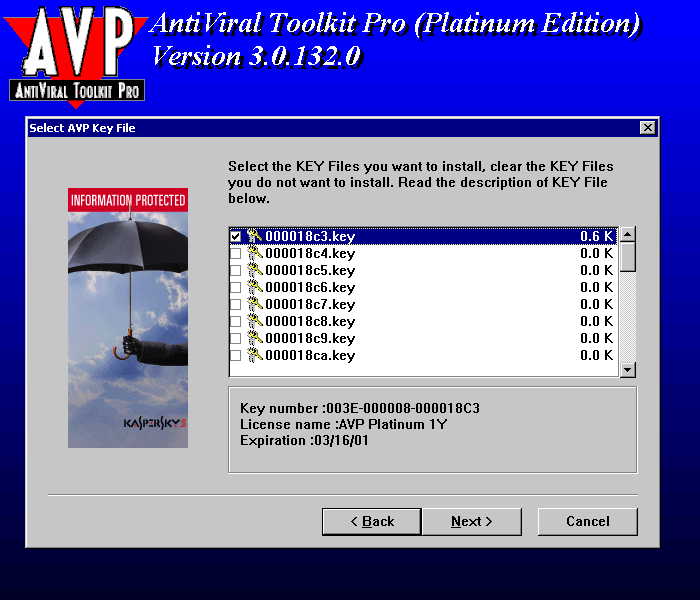 AVP
AntiViral Toolkit Pro
AntiViral Toolkit Pro (Platinum Edition)
Version 3.0.132.0
Select AVP Key File
INFORMATION PROTECTED
KASPERSKY
Select the KEY Files you want to install, clear the KEY Files
you do not want to install. Read the description of KEY File
below.
000018c3.key 0.6 K
000018c4.key 0.0 K
000018c5.key 0.0 K
000018c6.key 0.0 K
000018c7.key 0.0 K
000018c8.key 0.0 K
000018c9.key 0.0 K
000018ca.key 0.0 K
Key number :003E-000008-000018C3
License name :AVP Platinum 1Y
Expiration :03/16/01
< Back
Next >
Cancel